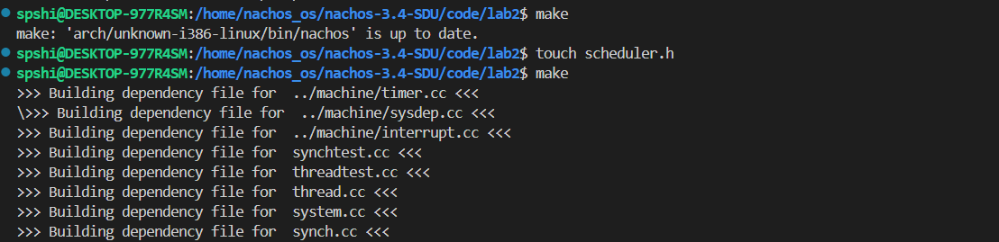 spshi@DESKTOP-977R4SM:/home/nachos_os/nachos-3.4-SDU/code/lab2$ make
make: 'arch/unknown-i386-linux/bin/nachos' is up to date.
spshi@DESKTOP-977R4SM:/home/nachos_os/nachos-3.4-SDU/code/lab2$ touch scheduler.h
spshi@DESKTOP-977R4SM:/home/nachos_os/nachos-3.4-SDU/code/lab2$ make
>>> Building dependency file for  ../machine/timer.cc <<<
\>>> Building dependency file for  ../machine/sysdep.cc <<<
>>> Building dependency file for  ../machine/interrupt.cc <<<
>>> Building dependency file for  synchtest.cc <<<
>>> Building dependency file for  threadtest.cc <<<
>>> Building dependency file for  thread.cc <<<
>>> Building dependency file for  system.cc <<<
>>> Building dependency file for  synch.cc <<<